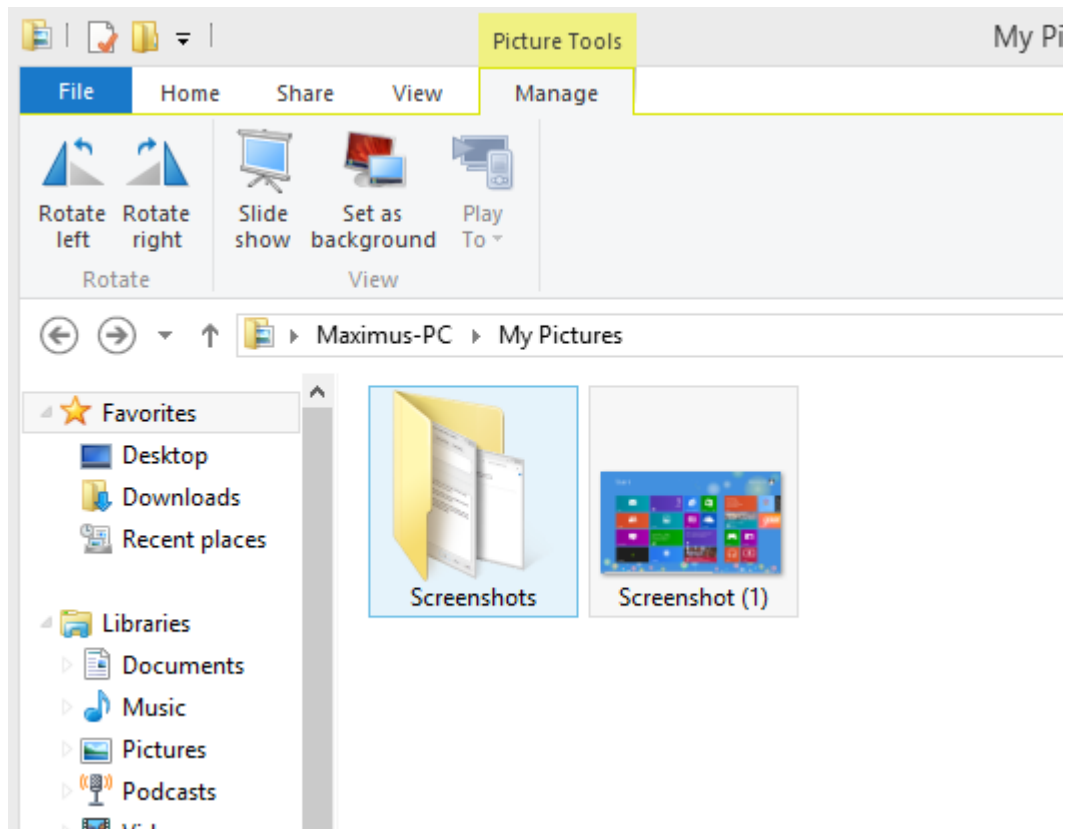 Picture Tools
My Pi
File Home Share View Manage
Rotate left
Rotate right
Slide show
Set as background
Play To
Rotate
View
Maximus-PC My Pictures
Favorites
Desktop
Downloads
Recent places
Libraries
Documents
Music
Pictures
Podcasts
Screenshots
Screenshot (1)